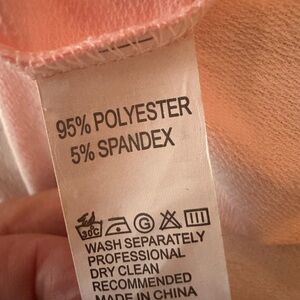 95% POLYESTER
5% SPANDEX
30°C
WASH SEPARATELY
PROFESSIONAL
DRY CLEAN
RECOMMENDED
MADE IN CHINA